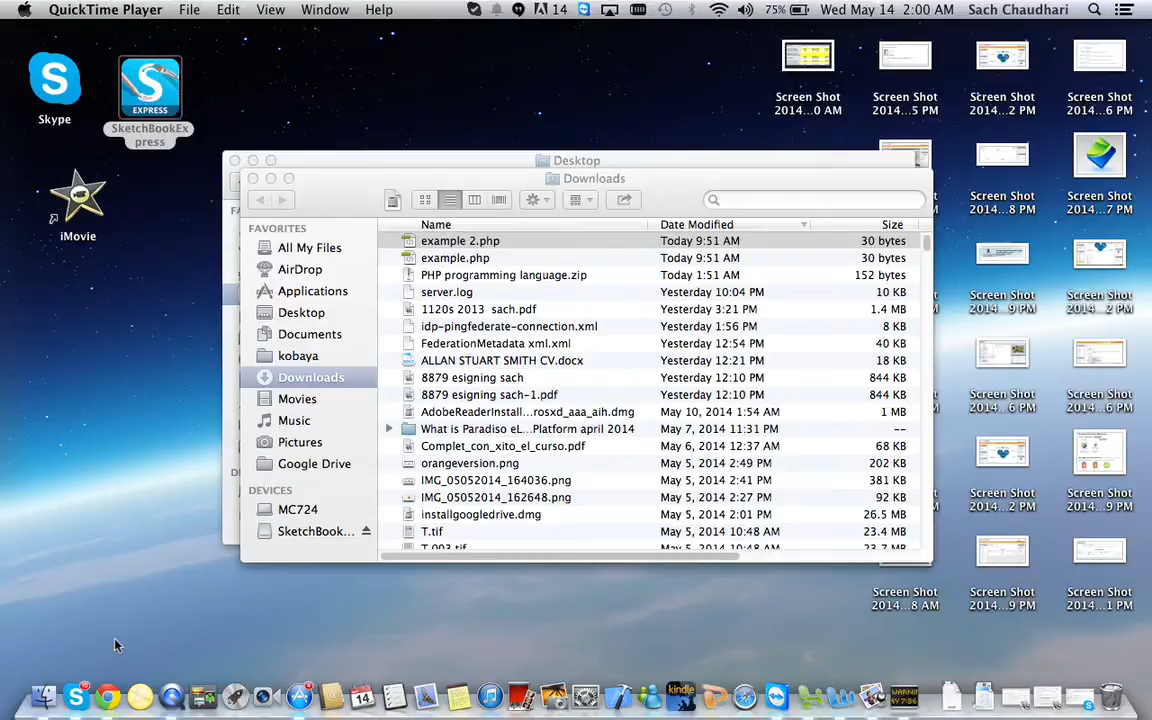 QuickTime Player File Edit View Window Help 14 75% Wed May 14 2:00 AM Sach Chaudhari
Skype
EXPRESS
SketchBookEx
press
iMovie
Screen Shot
2014...0 AM
Screen Shot
2014...5 PM
Screen Shot
2014...2 PM
Screen Shot
2014...6 PM
Screen Shot
2014...8 PM
Screen Shot
2014...7 PM
Screen Shot
2014...9 PM
Screen Shot
2014...2 PM
Screen Shot
2014...6 PM
Screen Shot
2014...6 PM
Screen Shot
2014...2 PM
Screen Shot
2014...9 PM
Screen Shot
2014...8 AM
Screen Shot
2014...9 PM
Screen Shot
2014...1 PM
Desktop
Downloads
FAVORITES
All My Files
AirDrop
Applications
Desktop
Documents
kobaya
Downloads
Movies
Music
Pictures
Google Drive
DEVICES
MC724
SketchBook...
Name Date Modified Size
example 2.php Today 9:51 AM 30 bytes
example.php Today 9:51 AM 30 bytes
PHP programming language.zip Today 1:51 AM 152 bytes
server.log Yesterday 10:04 PM 10 KB
1120s 2013 sach.pdf Yesterday 3:21 PM 1.4 MB
idp-pingfederate-connection.xml Yesterday 1:56 PM 8 KB
FederationMetadata xml.xml Yesterday 12:54 PM 40 KB
ALLAN STUART SMITH CV.docx Yesterday 12:21 PM 18 KB
8879 esigning sach Yesterday 12:10 PM 844 KB
8879 esigning sach-1.pdf Yesterday 12:10 PM 844 KB
AdobeReaderInstall...rosxd_aaa_aih.dmg May 10, 2014 1:54 AM 1 MB
What is Paradiso eL...Platform april 2014 May 7, 2014 11:31 PM --
Complet_con_xito_el_curso.pdf May 6, 2014 12:37 AM 68 KB
orangeversion.png May 5, 2014 2:49 PM 202 KB
IMG_05052014_164036.png May 5, 2014 2:41 PM 381 KB
IMG_05052014_162648.png May 5, 2014 2:27 PM 92 KB
installgoogledrive.dmg May 5, 2014 2:01 PM 26.5 MB
T.tif May 5, 2014 10:48 AM 23.4 MB
T 003.tif May 5, 2014 10:48 AM 23.7 MB
14
kindle